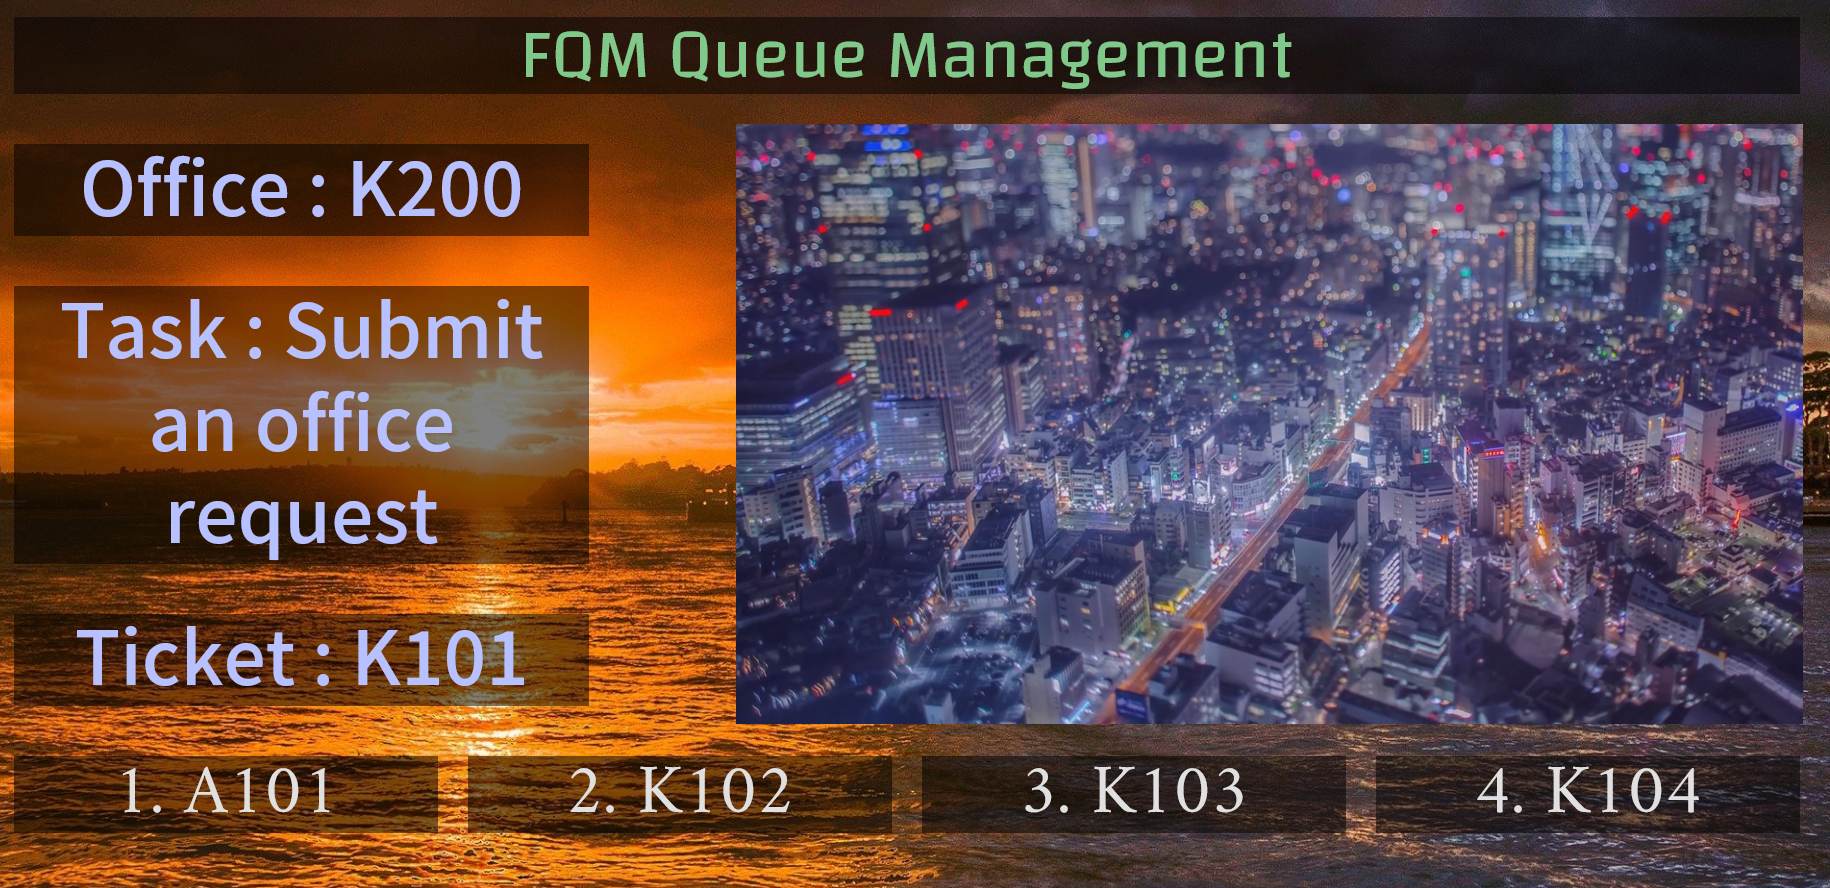 FQM Queue Management
Office : K200
Task : Submit
an office
request
Ticket : K101
1. A101
2. K102
3. K103
4. K104